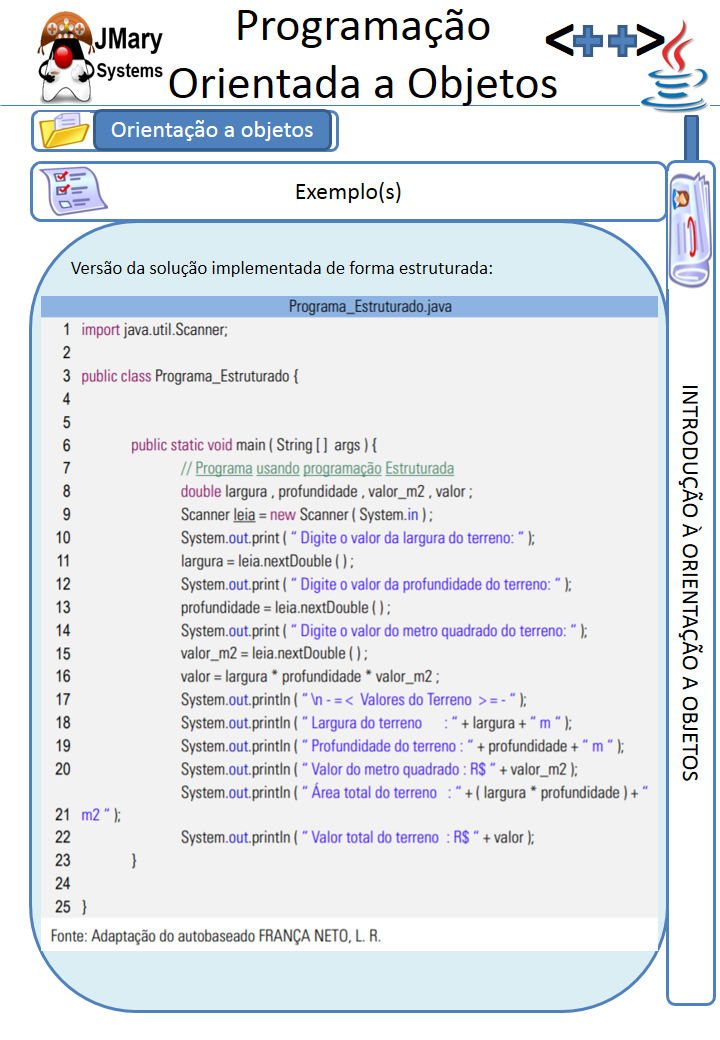 JMary
Systems
Programação
Orientada a Objetos
<++>
Orientação a objetos
Exemplo(s)
INTRODUÇÃO À ORIENTAÇÃO A OBJETOS
Versão da solução implementada de forma estruturada:
Programa_Estruturado.java
1 import java.util.Scanner;
2
3 public class Programa_Estruturado {
4
5
6 public static void main ( String [ ] args ) {
7 // Programa usando programação Estruturada
8 double largura , profundidade , valor_m2 , valor ;
9 Scanner leia = new Scanner ( System.in ) ;
10 System.out.print ( “ Digite o valor da largura do terreno: “ );
11 largura = leia.nextDouble ( ) ;
12 System.out.print ( “ Digite o valor da profundidade do terreno: “ );
13 profundidade = leia.nextDouble ( ) ;
14 System.out.print ( “ Digite o valor do metro quadrado do terreno: “ );
15 valor_m2 = leia.nextDouble ( ) ;
16 valor = largura * profundidade * valor_m2 ;
17 System.out.println ( “ \n - = < Valores do Terreno > = - “ );
18 System.out.println ( “ Largura do terreno : “ + largura + “ m “ );
19 System.out.println ( “ Profundidade do terreno : “ + profundidade + “ m “ );
20 System.out.println ( “ Valor do metro quadrado : R$ “ + valor_m2 );
System.out.println ( “ Área total do terreno : “ + ( largura * profundidade ) + “
21 m2 “ );
22 System.out.println ( “ Valor total do terreno : R$ “ + valor );
23 }
24
25 }
Fonte: Adaptação do autobaseado FRANÇA NETO, L. R.